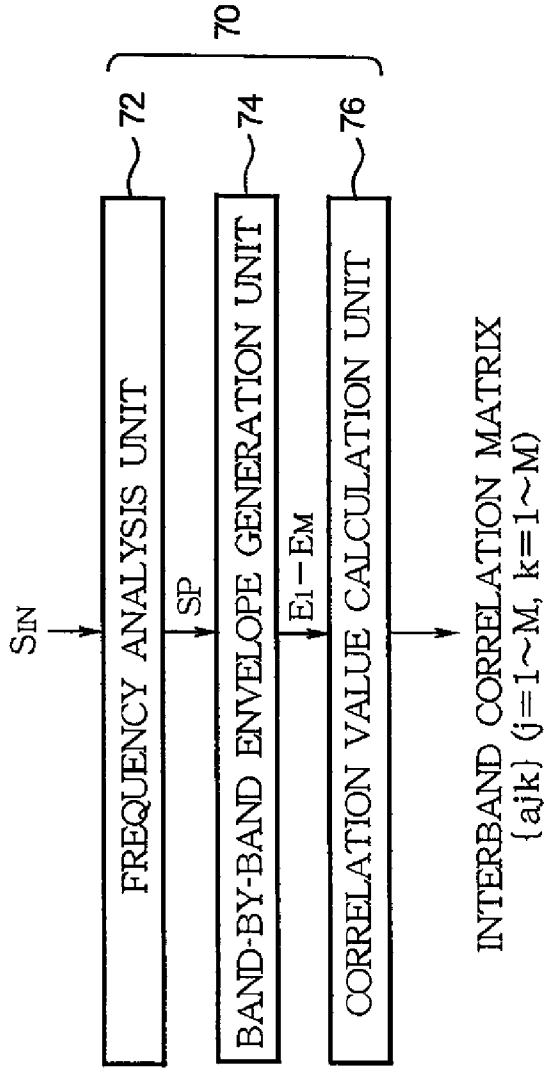 SIN
FREQUENCY ANALYSIS UNIT
72
SP
BAND-BY-BAND ENVELOPE GENERATION UNIT
74
70
E1-EM
CORRELATION VALUE CALCULATION UNIT
76
INTERBAND CORRELATION MATRIX
{ajk} (j=1~M, k=1~M)